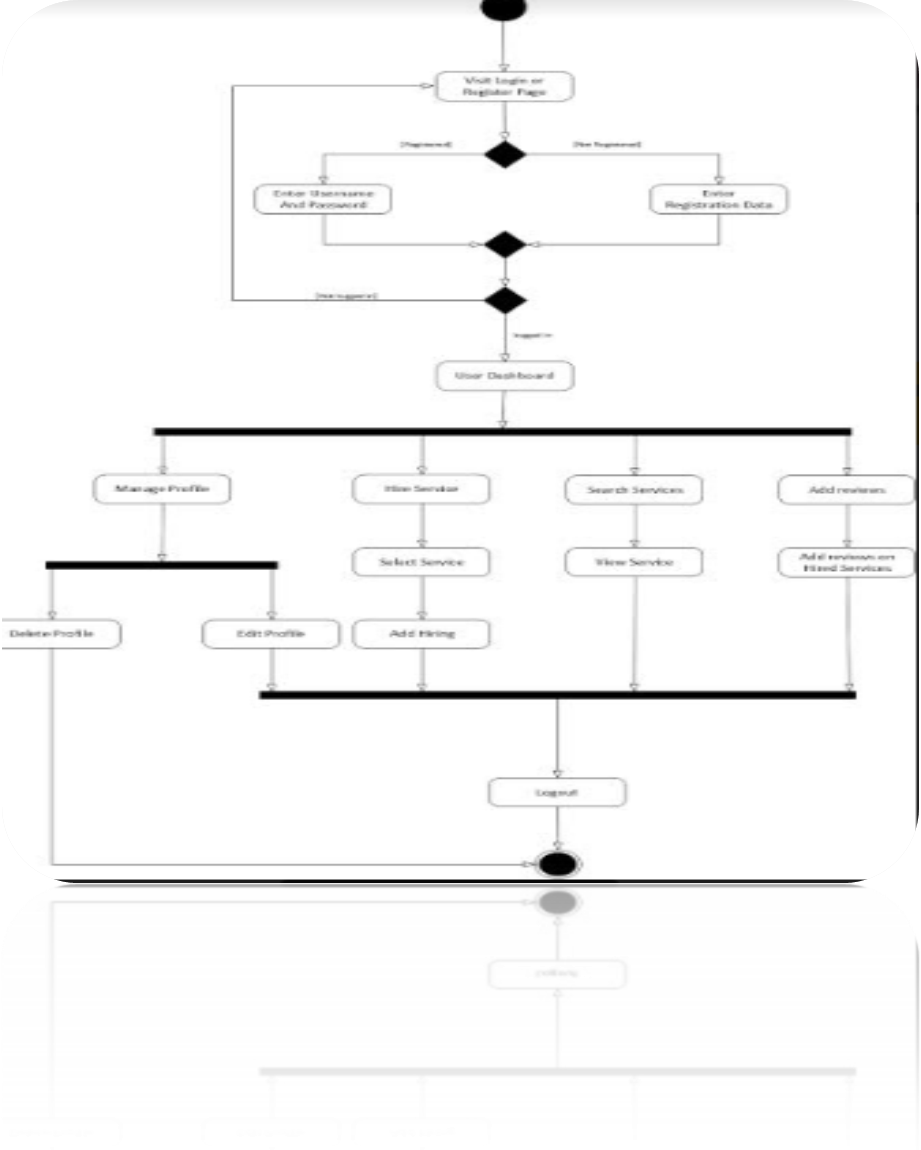 Visit Login or
Register Page
[Registered]
[Not Registered]
Enter Username
And Password
Enter
Registration Data
logged in
User Dashboard
Manage Profile
Hire Service
Search Services
Add reviews
Select Service
View Service
Add reviews on
Hired Services
Delete Profile
Edit Profile
Add Hiring
Logout